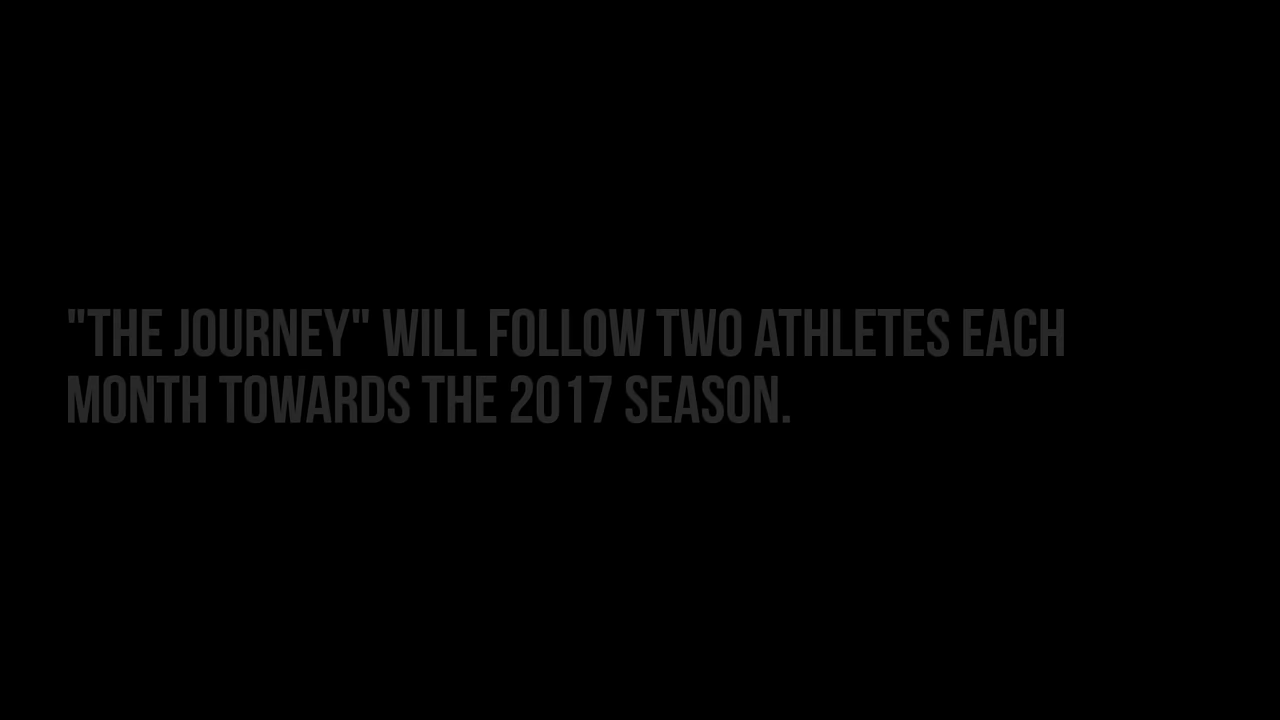 "THE JOURNEY" WILL FOLLOW TWO ATHLETES EACH
MONTH TOWARDS THE 2017 SEASON.